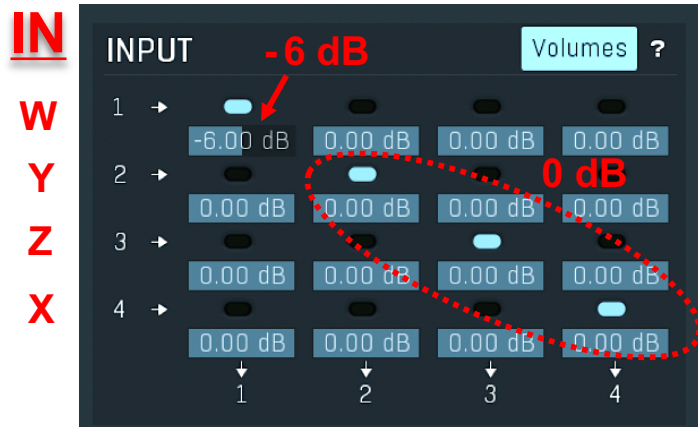 IN
INPUT
- 6 dB
Volumes ?
W
1
-6.00 dB 0.00 dB 0.00 dB 0.00 dB
Y
2
0 dB
0.00 dB 0.00 dB 0.00 dB 0.00 dB
Z
3
0.00 dB 0.00 dB 0.00 dB 0.00 dB
X
4
0.00 dB 0.00 dB 0.00 dB 0.00 dB
1 2 3 4